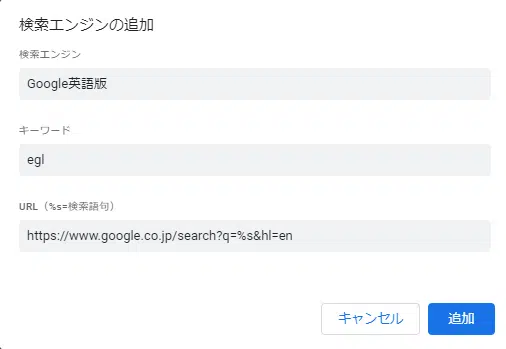 検索エンジンの追加
検索エンジン
Google英語版
キーワード
egl
URL（%s=検索語句）
https://www.google.co.jp/search?q=%s&hl=en
キャンセル
追加